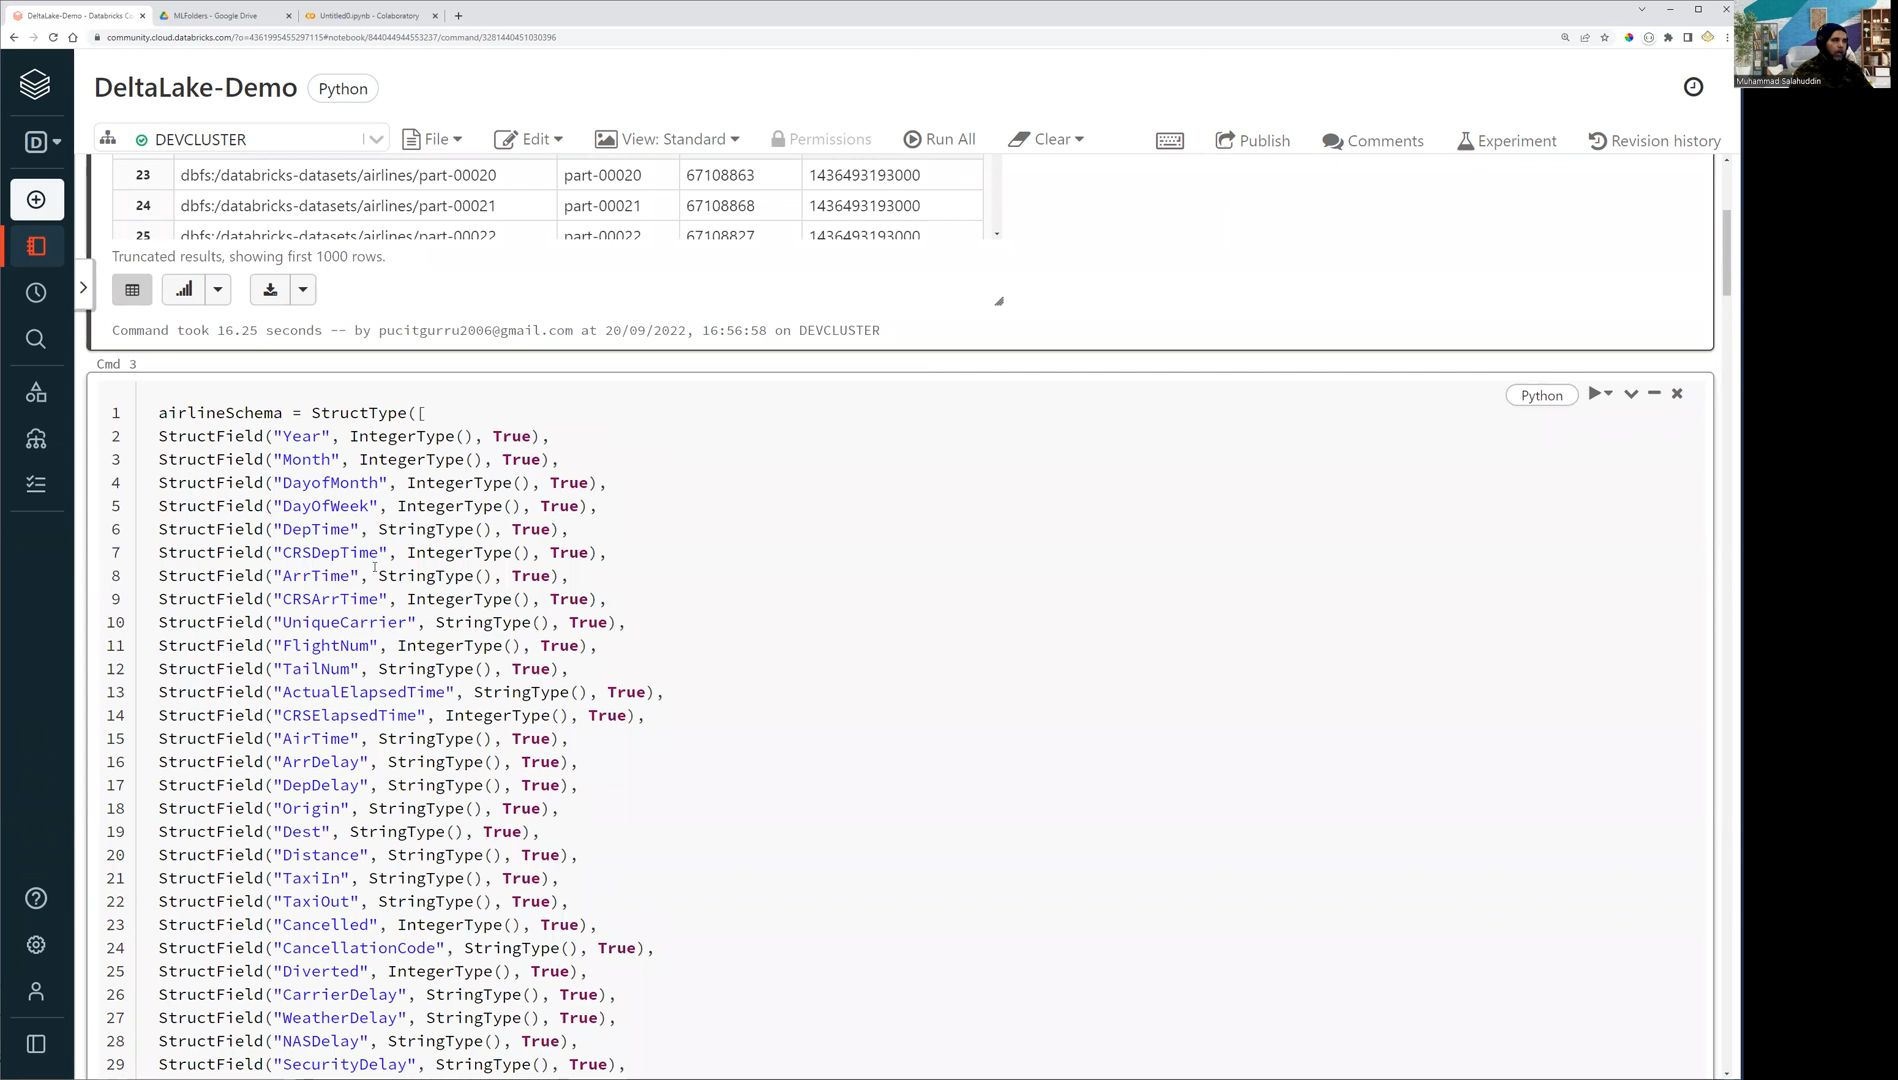 DeltaLake-Demo - Databricks Co
MLFolders - Google Drive
Untitled0.ipynb - Colaboratory
community.cloud.databricks.com/?o=4361995455297115#notebook/844044944553237/command/3281440451030396
Muhammad Salahuddin
DeltaLake-Demo Python
DEVCLUSTER File Edit View: Standard Permissions Run All Clear Publish Comments Experiment Revision history
23 dbfs:/databricks-datasets/airlines/part-00020 part-00020 67108863 1436493193000
24 dbfs:/databricks-datasets/airlines/part-00021 part-00021 67108868 1436493193000
25 dbfs:/databricks-datasets/airlines/part-00022 part-00022 67108827 1436493193000
Truncated results, showing first 1000 rows.
Command took 16.25 seconds -- by pucitgurru2006@gmail.com at 20/09/2022, 16:56:58 on DEVCLUSTER
Cmd 3
Python
1 airlineSchema = StructType([
2 StructField("Year", IntegerType(), True),
3 StructField("Month", IntegerType(), True),
4 StructField("DayofMonth", IntegerType(), True),
5 StructField("DayOfWeek", IntegerType(), True),
6 StructField("DepTime", StringType(), True),
7 StructField("CRSDepTime", IntegerType(), True),
8 StructField("ArrTime", StringType(), True),
9 StructField("CRSArrTime", IntegerType(), True),
10 StructField("UniqueCarrier", StringType(), True),
11 StructField("FlightNum", IntegerType(), True),
12 StructField("TailNum", StringType(), True),
13 StructField("ActualElapsedTime", StringType(), True),
14 StructField("CRSElapsedTime", IntegerType(), True),
15 StructField("AirTime", StringType(), True),
16 StructField("ArrDelay", StringType(), True),
17 StructField("DepDelay", StringType(), True),
18 StructField("Origin", StringType(), True),
19 StructField("Dest", StringType(), True),
20 StructField("Distance", StringType(), True),
21 StructField("TaxiIn", StringType(), True),
22 StructField("TaxiOut", StringType(), True),
23 StructField("Cancelled", IntegerType(), True),
24 StructField("CancellationCode", StringType(), True),
25 StructField("Diverted", IntegerType(), True),
26 StructField("CarrierDelay", StringType(), True),
27 StructField("WeatherDelay", StringType(), True),
28 StructField("NASDelay", StringType(), True),
29 StructField("SecurityDelay", StringType(), True),